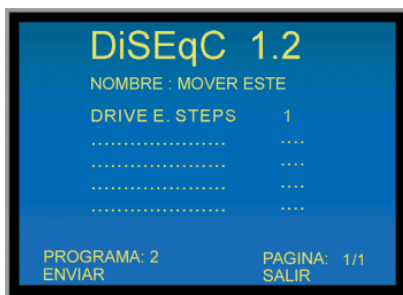 DiSEqC 1.2
NOMBRE : MOVER ESTE
DRIVE E. STEPS 1
..................... ....
..................... ....
..................... ....
..................... ....
PROGRAMA: 2 PAGINA: 1/1
ENVIAR SALIR